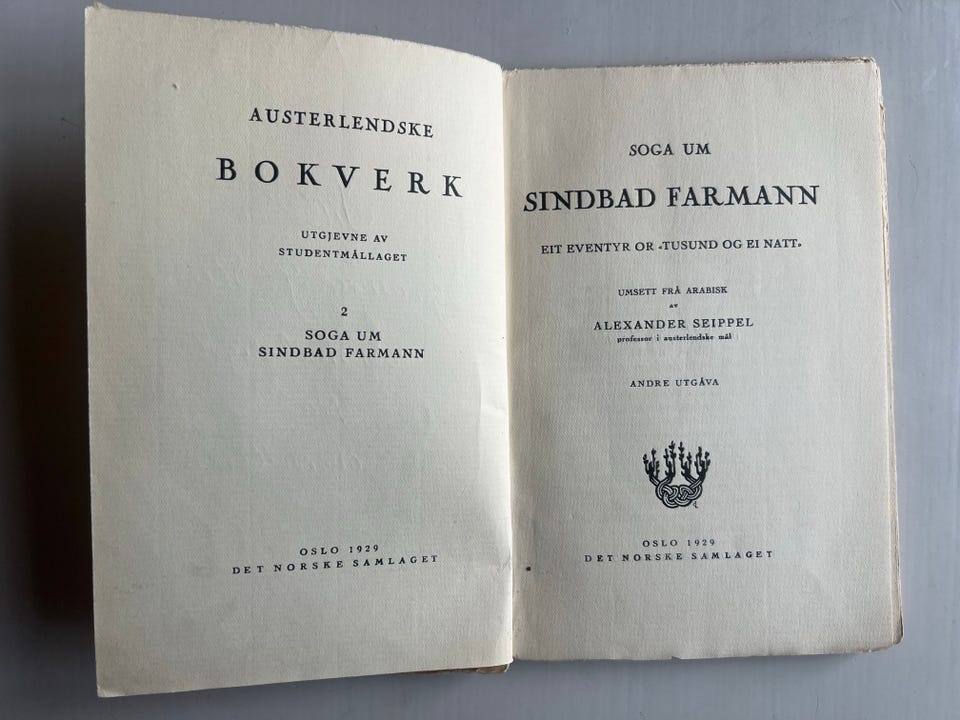 AUSTERLENDSKE
BOKVERK
UTGJEVNE AV
STUDENTMÅLLAGET
2
SOGA UM
SINDBAD FARMANN
OSLO 1929
DET NORSKE SAMLAGET
SOGA UM
SINDBAD FARMANN
EIT EVENTYR OR «TUSUND OG EI NATT»
UMSETT FRÅ ARABISK
av
ALEXANDER SEIPPEL
professor i austerlendske mål
ANDRE UTGÅVA
OSLO 1929
DET NORSKE SAMLAGET